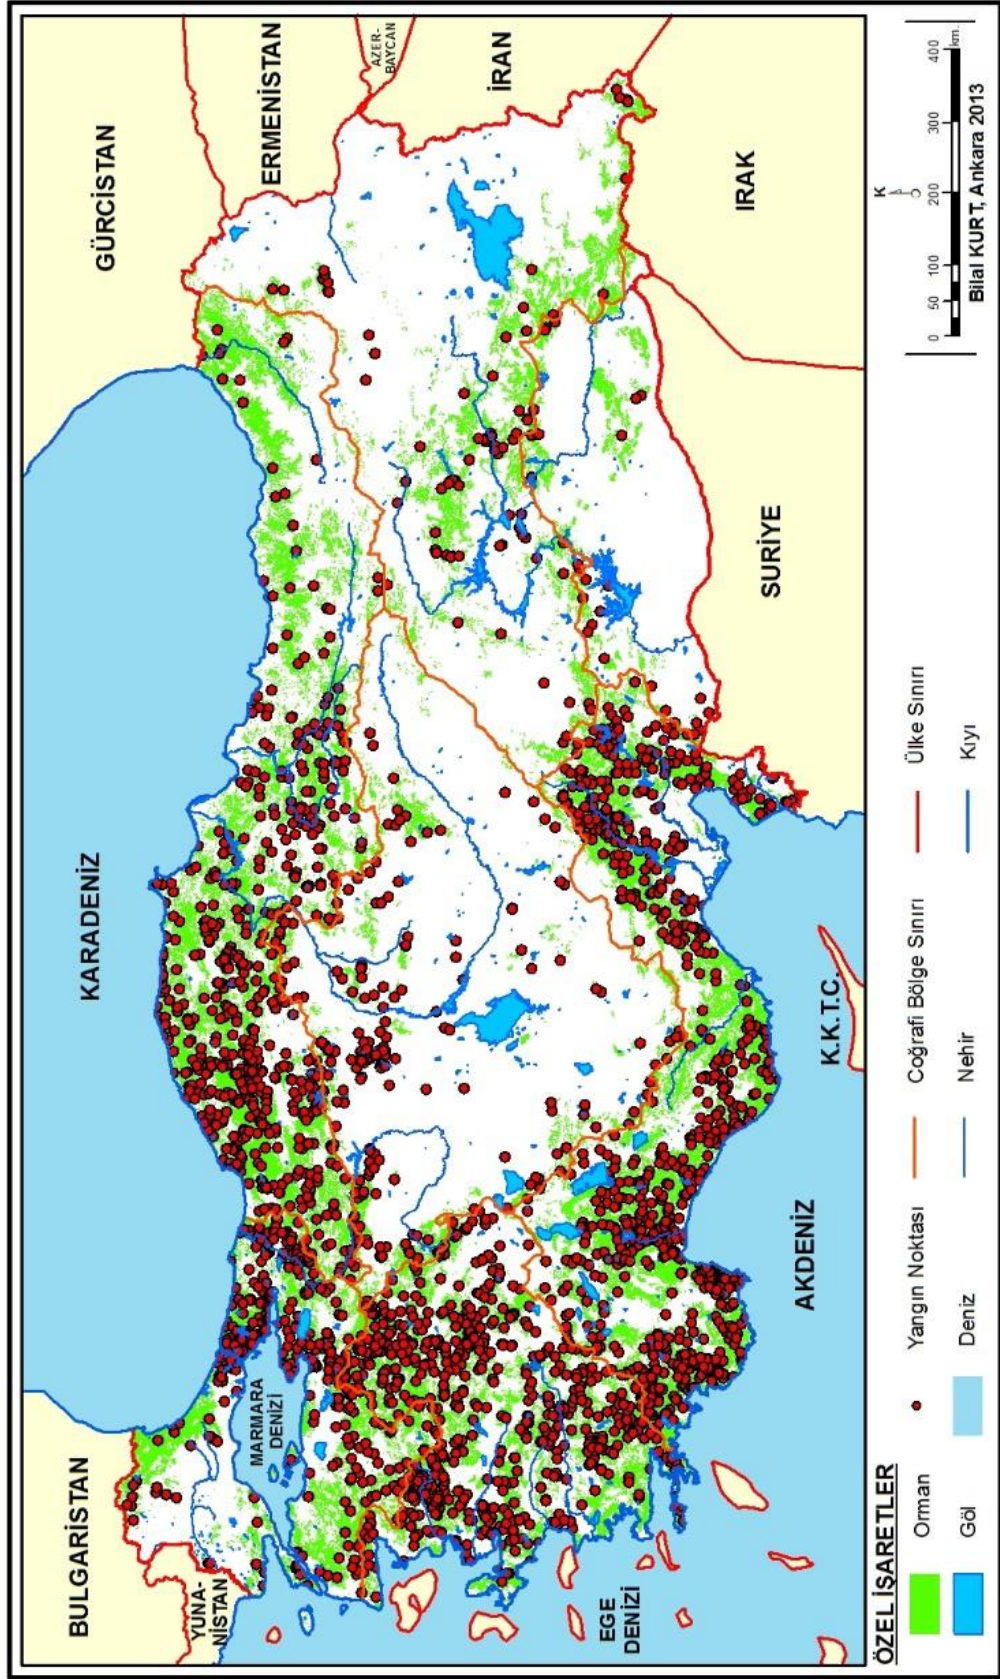 BULGARİSTAN
YUNA-
NİSTAN
KARADENİZ
GÜRCİSTAN
ERMENİSTAN
AZER-
BAYCAN
İRAN
MARMARA
DENİZİ
EGE
DENİZİ
AKDENİZ
K.K.T.C.
SURİYE
IRAK
ÖZEL İŞARETLER
Orman
Yangın Noktası
Coğrafi Bölge Sınırı
Ülke Sınırı
Göl
Deniz
Nehir
Kıyı
K
0 50 100 200 300 400
km.
Bilal KURT, Ankara 2013